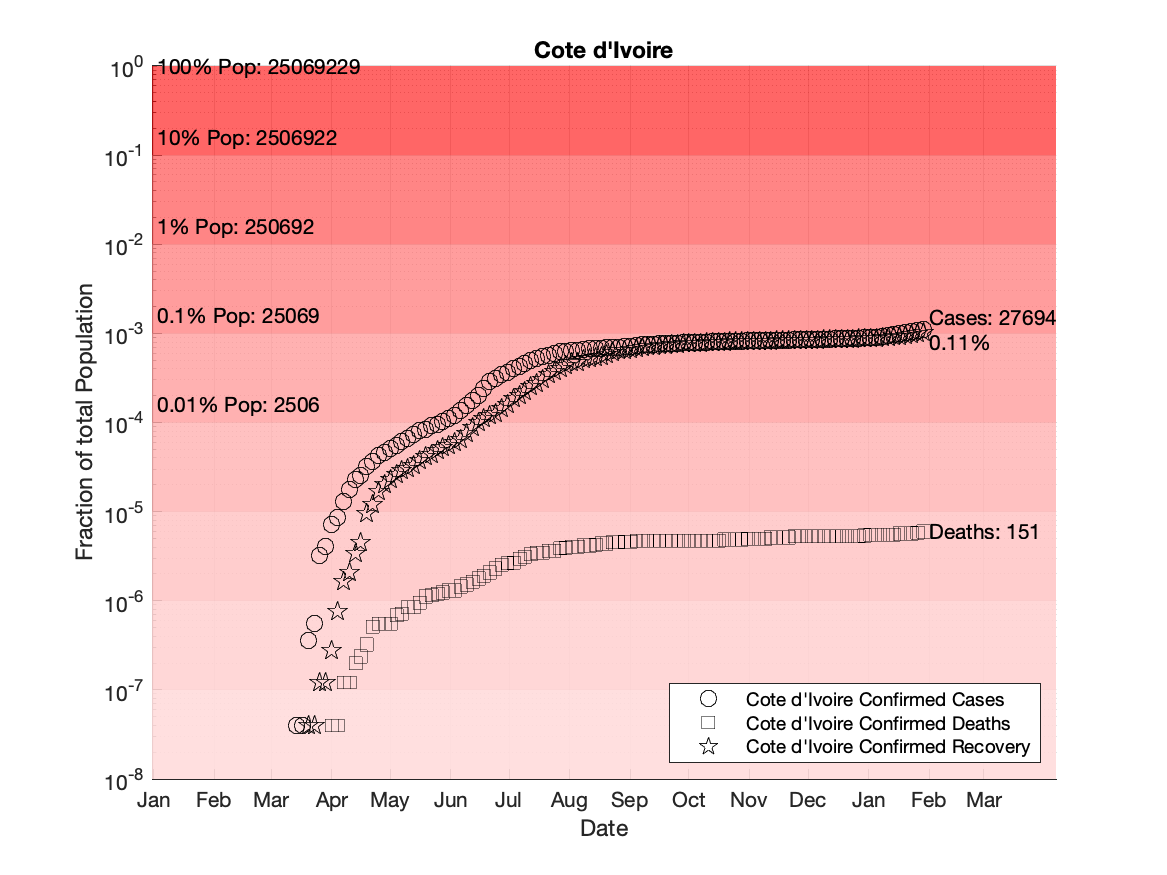 Cote d'Ivoire
10^0
100% Pop: 25069229
10% Pop: 2506922
10^-1
1% Pop: 250692
10^-2
0.1% Pop: 25069
Cases: 27694
10^-3
0.11%
0.01% Pop: 2506
10^-4
10^-5
Deaths: 151
10^-6
10^-7
10^-8
Fraction of total Population
Cote d'Ivoire Confirmed Cases
Cote d'Ivoire Confirmed Deaths
Cote d'Ivoire Confirmed Recovery
Jan Feb Mar Apr May Jun Jul Aug Sep Oct Nov Dec Jan Feb Mar
Date